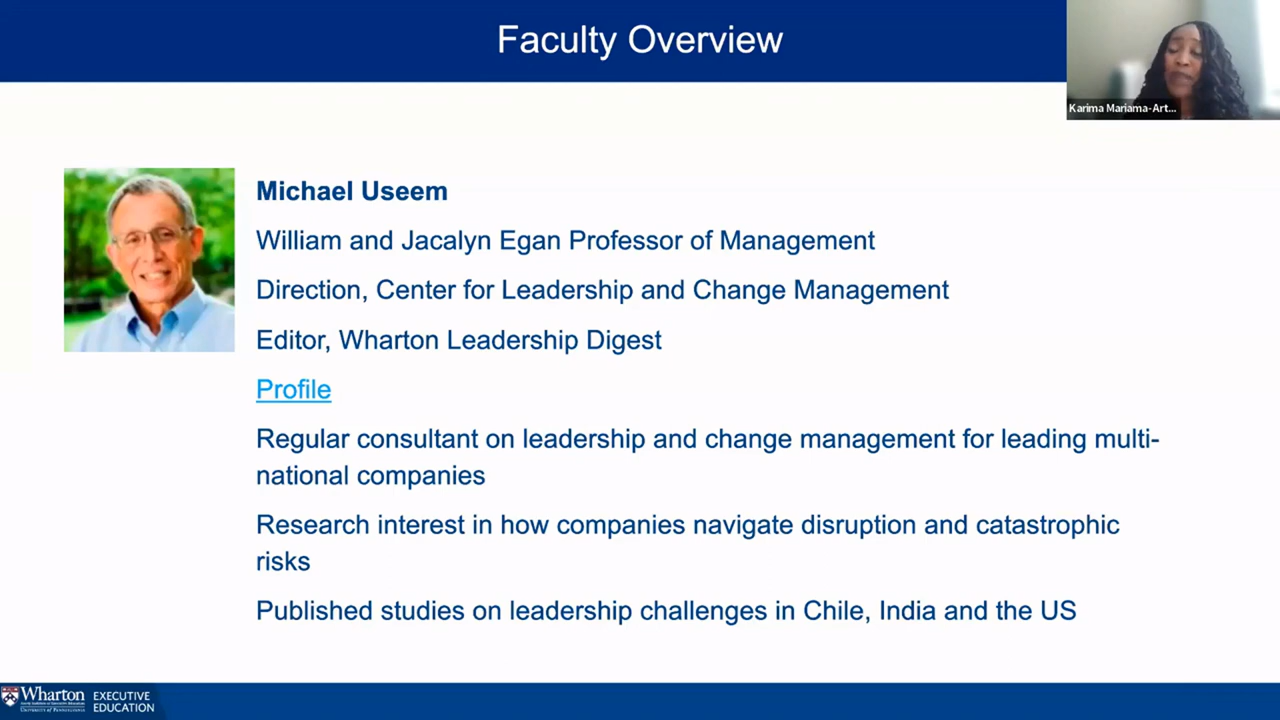 Faculty Overview
Karima Mariama-Art...
Michael Useem
William and Jacalyn Egan Professor of Management
Direction, Center for Leadership and Change Management
Editor, Wharton Leadership Digest
Profile
Regular consultant on leadership and change management for leading multi-
national companies
Research interest in how companies navigate disruption and catastrophic
risks
Published studies on leadership challenges in Chile, India and the US
Wharton
UNIVERSITY of PENNSYLVANIA
EXECUTIVE
EDUCATION